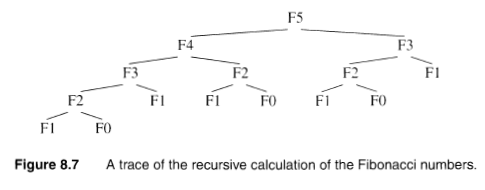 F5
F4 F3
F3 F2 F2 F1
F2 F1 F1 F0 F1 F0
F1 F0
Figure 8.7 A trace of the recursive calculation of the Fibonacci numbers.